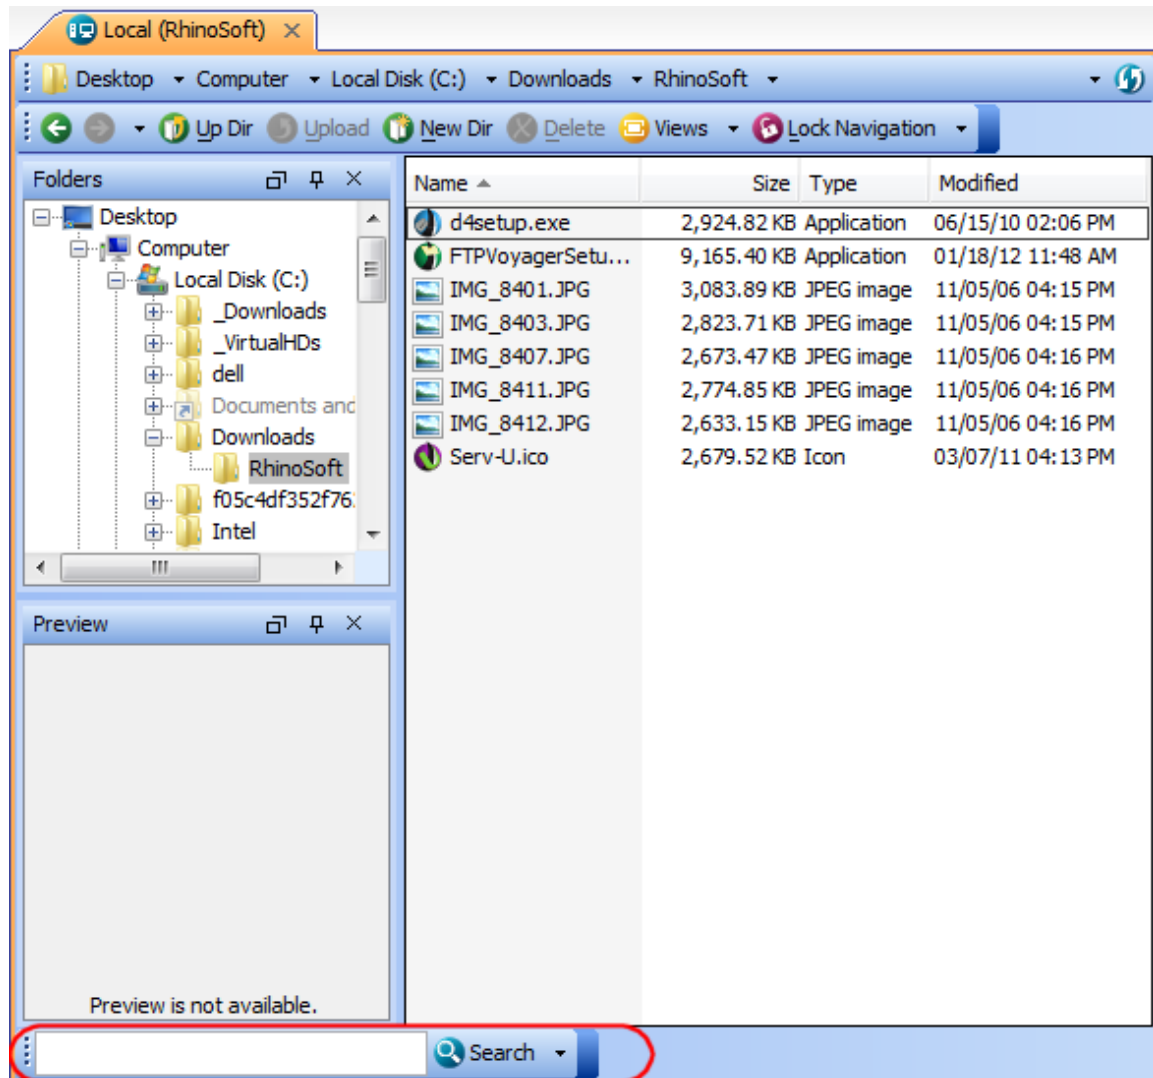 Local (RhinoSoft)
Desktop Computer Local Disk (C:) Downloads RhinoSoft
Up Dir Upload New Dir Delete Views Lock Navigation
Folders
Desktop
Computer
Local Disk (C:)
_Downloads
_VirtualHDs
dell
Documents and
Downloads
RhinoSoft
f05c4df352f76
Intel
Name Size Type Modified
d4setup.exe 2,924.82 KB Application 06/15/10 02:06 PM
FTPVoyagerSetu... 9,165.40 KB Application 01/18/12 11:48 AM
IMG_8401.JPG 3,083.89 KB JPEG image 11/05/06 04:15 PM
IMG_8403.JPG 2,823.71 KB JPEG image 11/05/06 04:15 PM
IMG_8407.JPG 2,673.47 KB JPEG image 11/05/06 04:16 PM
IMG_8411.JPG 2,774.85 KB JPEG image 11/05/06 04:16 PM
IMG_8412.JPG 2,633.15 KB JPEG image 11/05/06 04:16 PM
Serv-U.ico 2,679.52 KB Icon 03/07/11 04:13 PM
Preview
Preview is not available.
Search